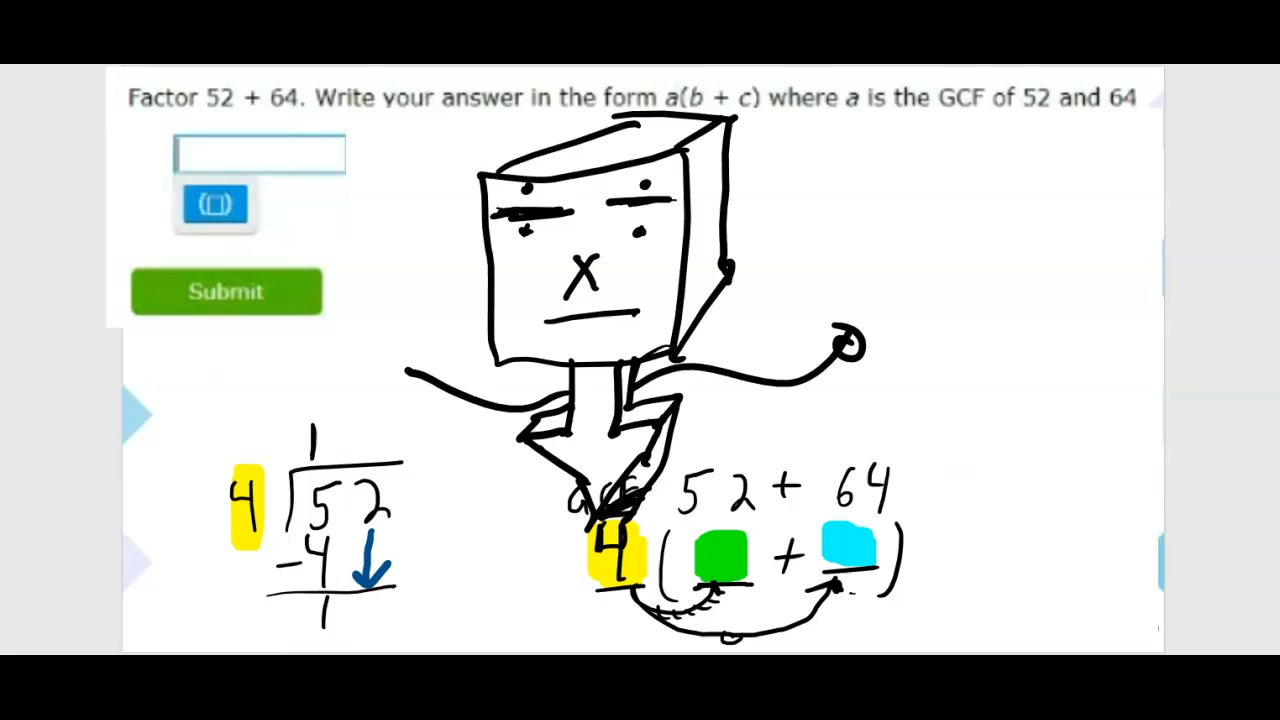 Factor 52 + 64. Write your answer in the form a(b + c) where a is the GCF of 52 and 64
(□)
Submit
X
1
4 52
52 + 64
-4
4 ( + )
1